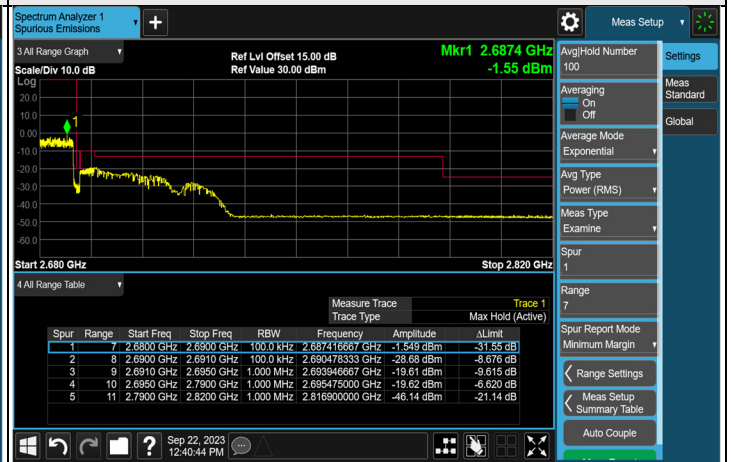 Spectrum Analyzer 1
Spurious Emissions
Meas Setup
3 All Range Graph
Ref Lvl Offset 15.00 dB
Mkr1 2.6874 GHz
Scale/Div 10.0 dB
Ref Value 30.00 dBm
-1.55 dBm
Log
20.0
10.0
0.00
-10.0
-20.0
-30.0
-40.0
-50.0
-60.0
1
Start 2.680 GHz
Stop 2.820 GHz
4 All Range Table
Measure Trace Trace 1
Trace Type Max Hold (Active)
Spur Range Start Freq Stop Freq RBW Frequency Amplitude ΔLimit
1 7 2.6800 GHz 2.6900 GHz 100.0 kHz 2.687416667 GHz -1.549 dBm -31.55 dB
2 8 2.6900 GHz 2.6910 GHz 100.0 kHz 2.690478333 GHz -28.68 dBm -8.676 dB
3 9 2.6910 GHz 2.6950 GHz 1.000 MHz 2.693946667 GHz -19.61 dBm -9.615 dB
4 10 2.6950 GHz 2.7900 GHz 1.000 MHz 2.695475000 GHz -19.62 dBm -6.620 dB
5 11 2.7900 GHz 2.8200 GHz 1.000 MHz 2.816900000 GHz -46.14 dBm -21.14 dB
Avg|Hold Number
100
Averaging
On
Off
Average Mode
Exponential
Avg Type
Power (RMS)
Meas Type
Examine
Spur
1
Range
7
Spur Report Mode
Minimum Margin
Range Settings
Meas Setup
Summary Table
Auto Couple
Settings
Meas
Standard
Global
?
Sep 22, 2023
12:40:44 PM